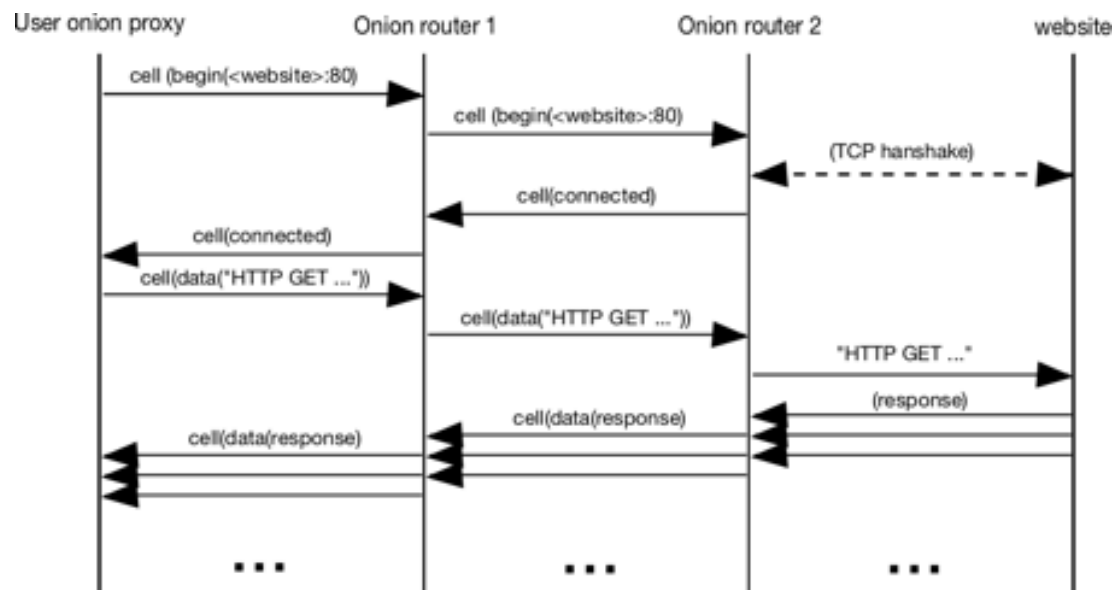 User onion proxy
Onion router 1
Onion router 2
website
cell (begin(<website>:80)
cell (begin(<website>:80)
(TCP hanshake)
cell(connected)
cell(connected)
cell(data("HTTP GET ..."))
cell(data("HTTP GET ..."))
"HTTP GET ..."
(response)
cell(data(response)
cell(data(response)
...
...
...